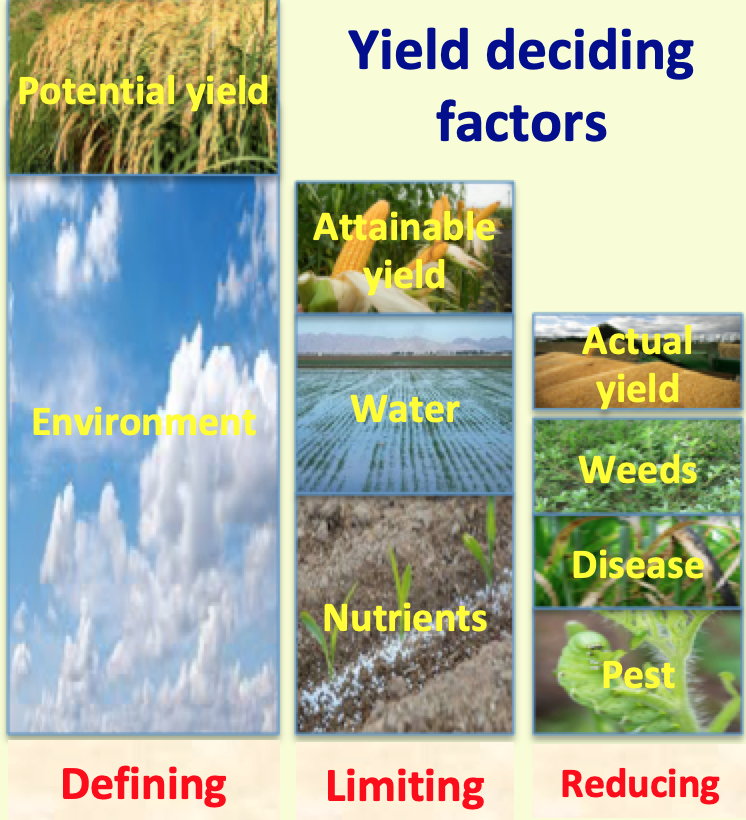 Yield deciding
factors
Potential yield
Environment
Defining
Attainable
yield
Water
Nutrients
Limiting
Actual
yield
Weeds
Disease
Pest
Reducing